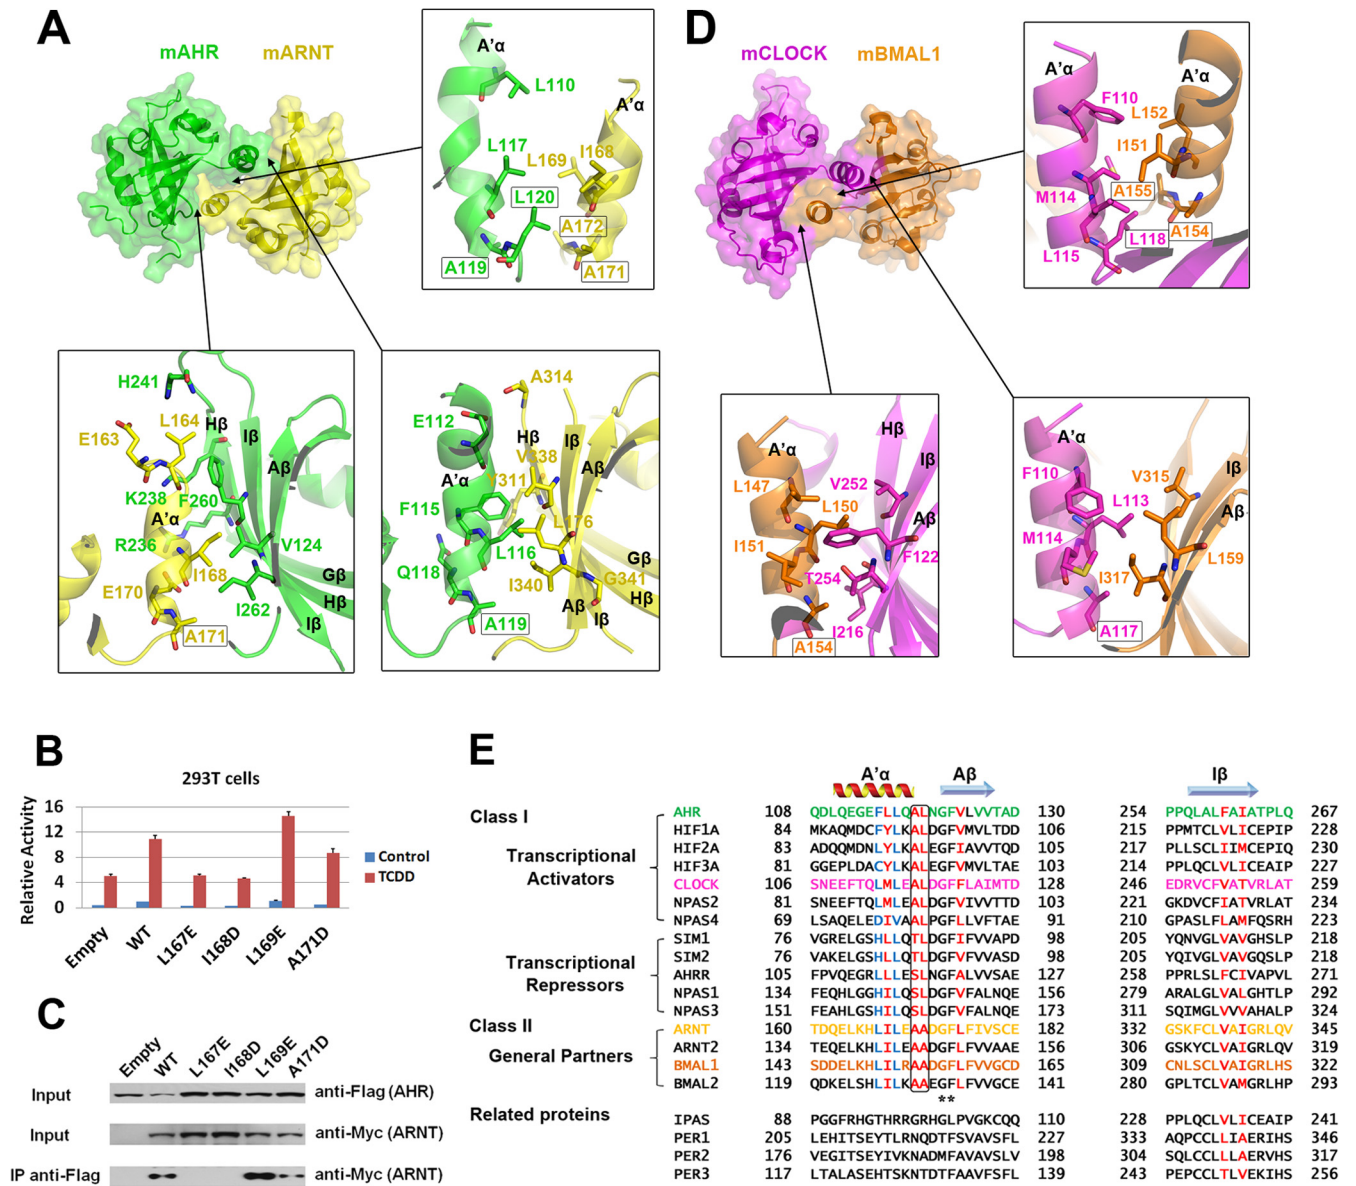 A
mAHR
mARNT
A'α
L110
A'α
L117
L169
I168
L120
A172
A119
A171
H241
L164
E163
Hβ
Iβ
Aβ
K238
F260
A'α
R236
V124
I168
E170
Gβ
I262
Hβ
Iβ
A171
A314
E112
Hβ
Iβ
V338
Aβ
A'α
V311
F115
L176
L116
Gβ
Q118
I340
G341
Hβ
Aβ
A119
Iβ
D
mCLOCK
mBMAL1
A'α
A'α
F110
L152
I151
M114
A155
L118
A154
L115
Hβ
A'α
L147
V252
Iβ
L150
Aβ
I151
F122
T254
I216
A154
A'α
F110
V315
Iβ
L113
Aβ
M114
L159
I317
A117
B
293T cells
Relative Activity
16
12
8
4
0
Control
TCDD
Empty
WT
L167E
I168D
L169E
A171D
C
Empty
WT
L167E
I168D
L169E
A171D
Input
anti-Flag (AHR)
Input
anti-Myc (ARNT)
IP anti-Flag
anti-Myc (ARNT)
E
A'α
Aβ
Iβ
Class I
Transcriptional
Activators
Transcriptional
Repressors
Class II
General Partners
Related proteins
AHR 108 QDLQEGEFLLQALNGFVLVVTAD 130 254 PPQLALFAIATPLQ 267
HIF1A 84 MKAQMDCFYLKALDGFVMVLTDD 106 215 PPMTCLVLICEPIP 228
HIF2A 83 ADQQMDNLYLKALEGFIAVVTQD 105 217 PLLSCLIIMCEPIQ 230
HIF3A 81 GGEPLDACYLKALEGFVMVLTAE 103 214 PPLQCLVLICEAIP 227
CLOCK 106 SNEEFTQLMLEALDGFFLAIMTD 128 246 EDRVCFVATVRLAT 259
NPAS2 81 SNEEFTQLMLEALDGFVIVVTTD 103 221 GKDVCFIATVRLAT 234
NPAS4 69 LSAQELEDIVAALPGFLLVFTAE 91 210 GPASLFLAMFQSRH 223
SIM1 76 VGRELGSHLLQTLDGFIFVVAPD 98 205 YQNVGLVAVGHSLP 218
SIM2 76 VAKELGSHLLQTLDGFVFVVASD 98 205 YQIVGLVAVGQSLP 218
AHRR 105 FPVQEGRLLLESLNGFALVVSAE 127 258 PPRLSLFCIVAPVL 271
NPAS1 134 FEQHLGGHILQSLDGFVFALNQE 156 279 ARALGLVALGHTLP 292
NPAS3 151 FEAHLGSHILQSLDGFVFALNQE 173 311 SQIMGLVVVAHALP 324
ARNT 160 TDQELKHLILEAADGFLFIVSCE 182 332 GSKFCLVAIGRLQV 345
ARNT2 134 TEQELKHLILEAADGFLFVVAAE 156 306 GSKYCLVAIGRLQV 319
BMAL1 143 SDDELKHLILRAADGFLFVVGCD 165 309 CNLSCLVAIGRLHS 322
BMAL2 119 QDKELSHLILKAAEGFLFVVGCE 141 280 GPLTCLVAMGRLHP 293
**
IPAS 88 PGGFRHGTHRRGRHGLPVGKCQQ 110 228 PPLQCLVLICEAIP 241
PER1 205 LEHITSEYTLRNQDTFSVAVSFL 227 333 AQPCCLLIAERIHS 346
PER2 176 VEGITSEYIVKNADMFAVAVSLV 198 304 SQLCCLLLAERVHS 317
PER3 117 LTALASEHTSKNTDTFAAVFSFL 139 243 PEPCCLTLVEKIHS 256